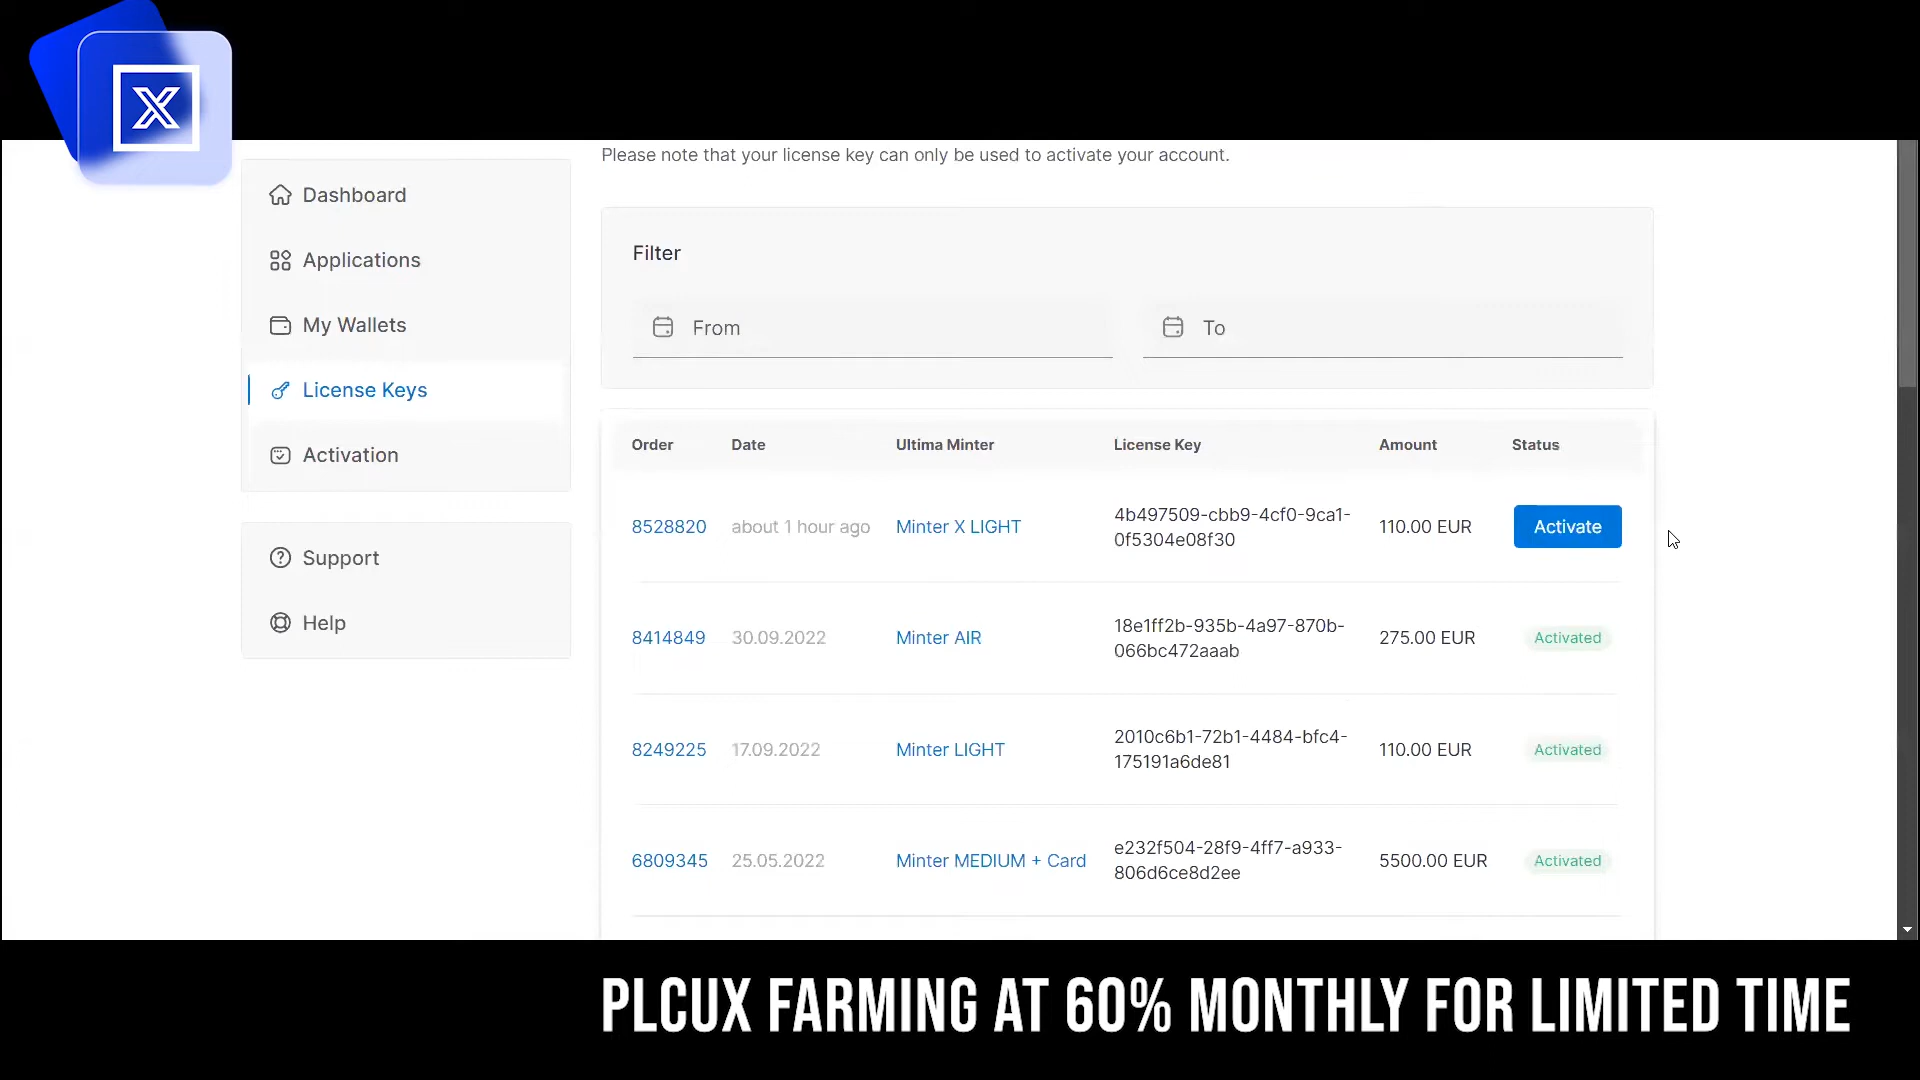 X
Please note that your license key can only be used to activate your account.
Dashboard
Applications
My Wallets
License Keys
Activation
Support
Help
Filter
From To
Order Date Ultima Minter License Key Amount Status
8528820 about 1 hour ago Minter X LIGHT 4b497509-cbb9-4cf0-9ca1- 110.00 EUR Activate
0f5304e08f30
8414849 30.09.2022 Minter AIR 18e1ff2b-935b-4a97-870b- 275.00 EUR Activated
066bc472aaab
8249225 17.09.2022 Minter LIGHT 2010c6b1-72b1-4484-bfc4- 110.00 EUR Activated
175191a6de81
6809345 25.05.2022 Minter MEDIUM + Card e232f504-28f9-4ff7-a933- 5500.00 EUR Activated
806d6ce8d2ee
PLCUX FARMING AT 60% MONTHLY FOR LIMITED TIME